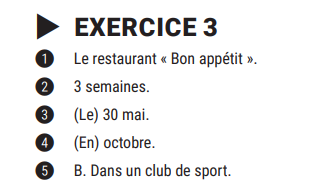 ▶ EXERCICE 3
1 Le restaurant « Bon appétit ».
2 3 semaines.
3 (Le) 30 mai.
4 (En) octobre.
5 B. Dans un club de sport.